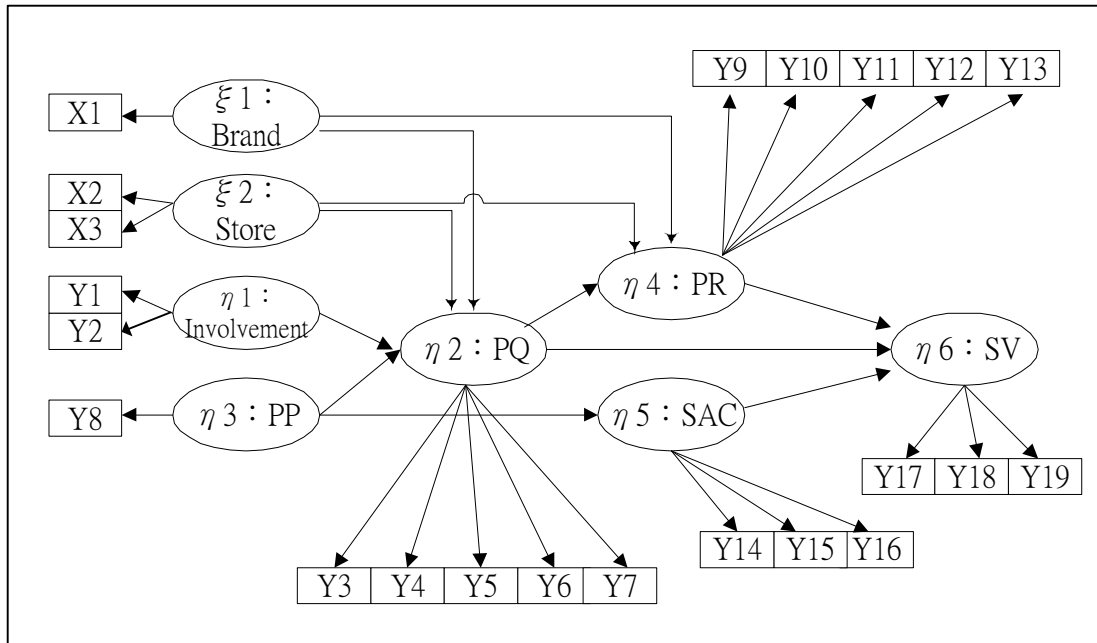 Y9 Y10 Y11 Y12 Y13
X1
ξ1：
Brand
X2
X3
ξ2：
Store
Y1
Y2
η1：
Involvement
η4：PR
η2：PQ
η6：SV
Y8
η3：PP
η5：SAC
Y17 Y18 Y19
Y14 Y15 Y16
Y3 Y4 Y5 Y6 Y7